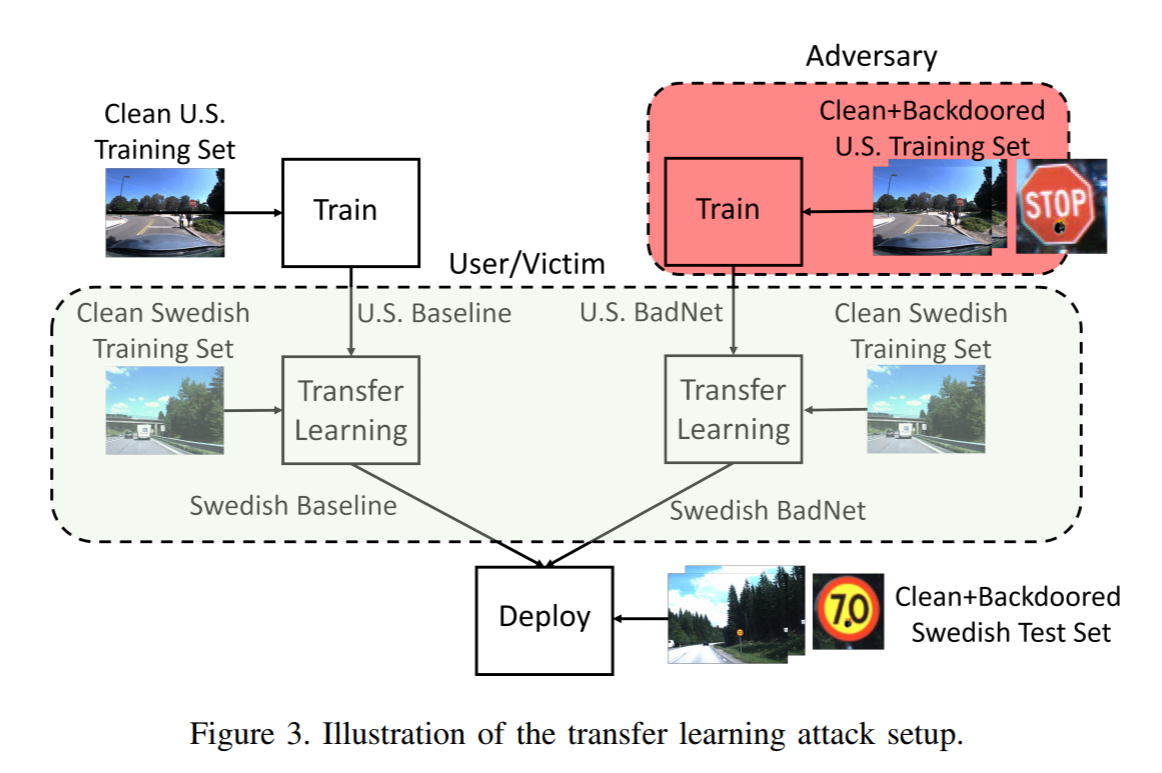 Adversary
Clean U.S.
Training Set
Train
Clean+Backdoored
U.S. Training Set
Train
STOP
User/Victim
Clean Swedish
Training Set
U.S. Baseline
U.S. BadNet
Clean Swedish
Training Set
Transfer
Learning
Transfer
Learning
Swedish Baseline
Swedish BadNet
Deploy
70
Clean+Backdoored
Swedish Test Set
Figure 3. Illustration of the transfer learning attack setup.